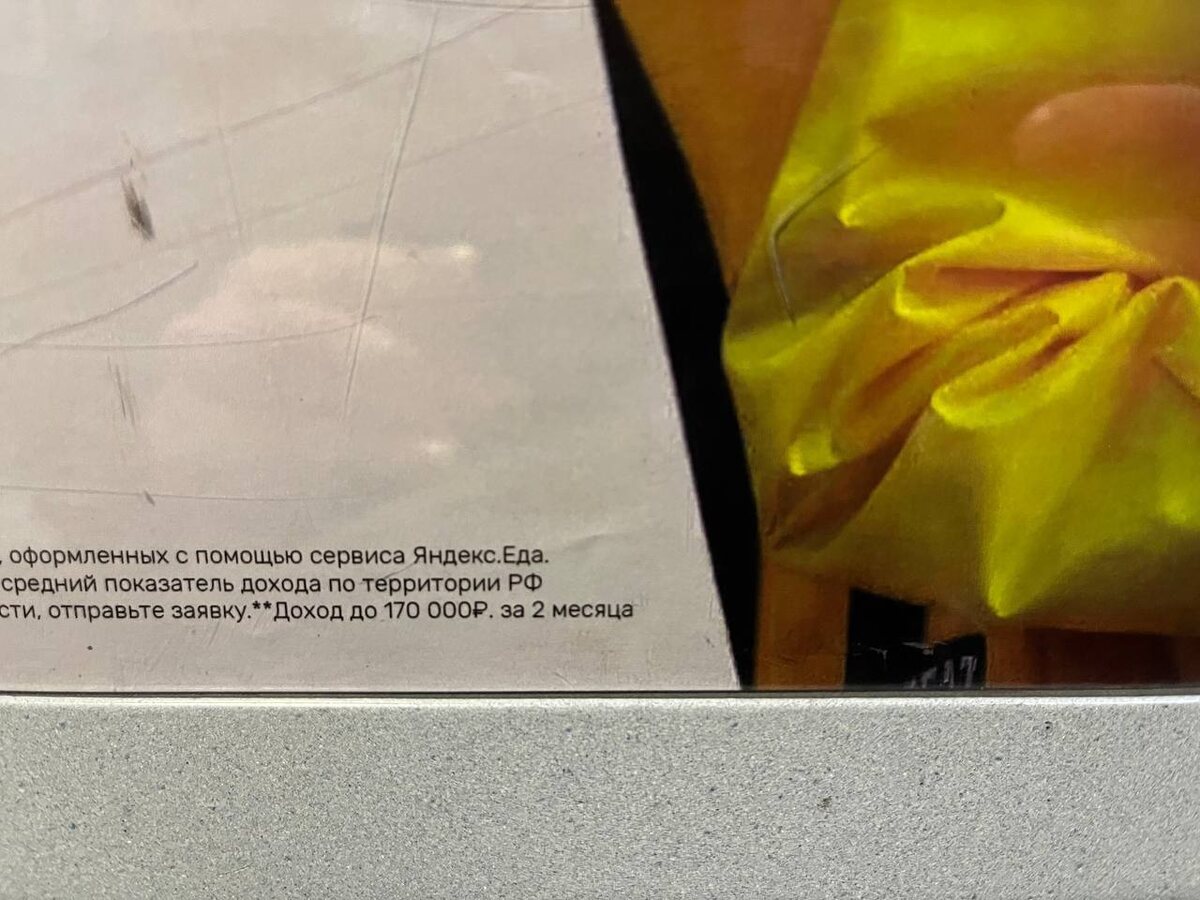 , оформленных с помощью сервиса Яндекс.Еда.
средний показатель дохода по территории РФ
сти, отправьте заявку.**Доход до 170 000₽. за 2 месяца